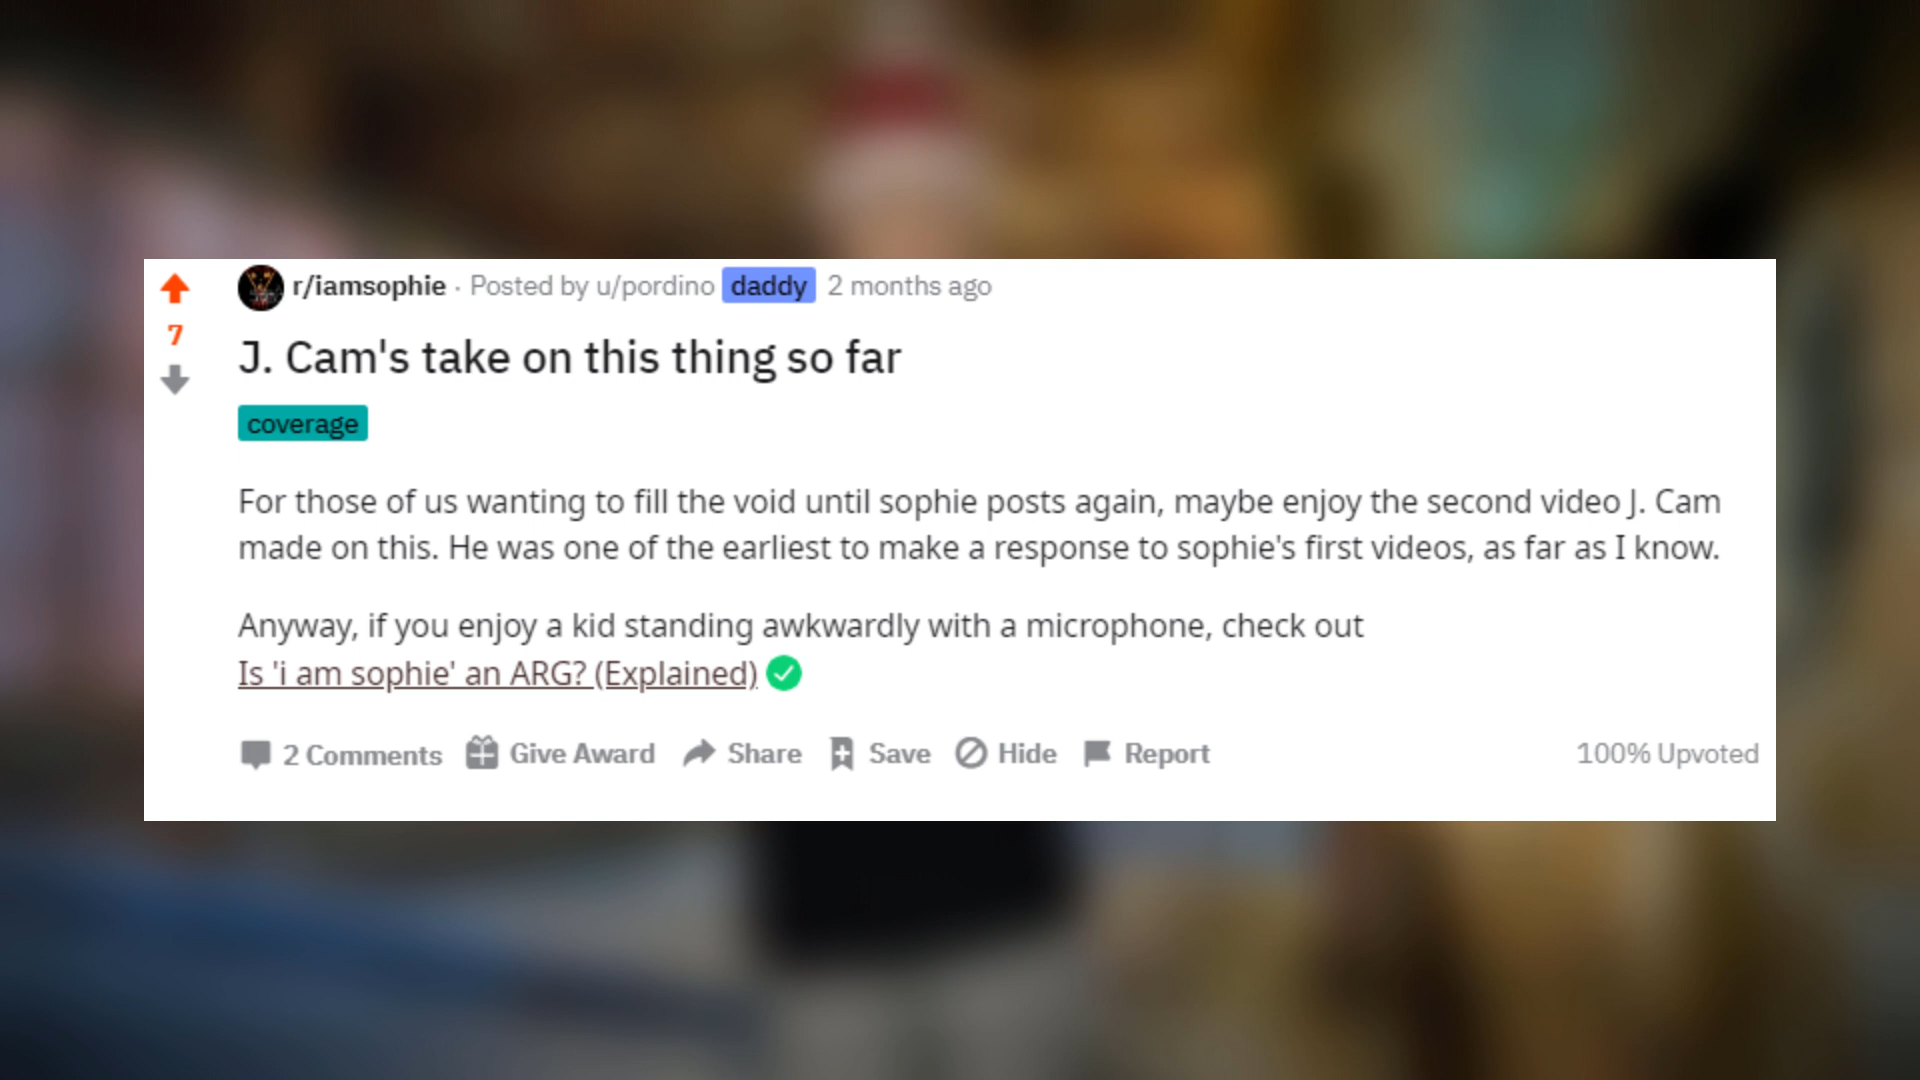 r/iamsophie · Posted by u/pordino daddy 2 months ago
7
J. Cam's take on this thing so far
coverage
For those of us wanting to fill the void until sophie posts again, maybe enjoy the second video J. Cam
made on this. He was one of the earliest to make a response to sophie's first videos, as far as I know.
Anyway, if you enjoy a kid standing awkwardly with a microphone, check out
Is 'i am sophie' an ARG? (Explained)
2 Comments Give Award Share Save Hide Report 100% Upvoted